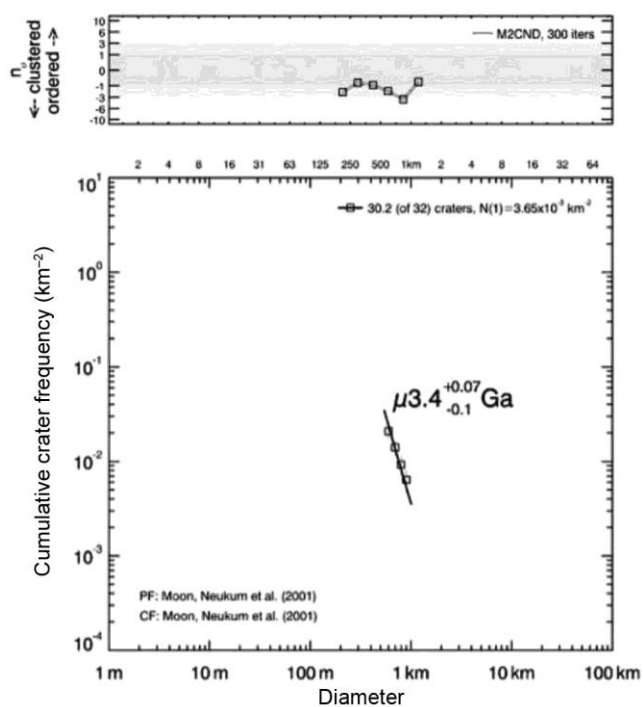 10
6
3
1
0
-1
-3
-6
-10
n
<- clustered
ordered ->
M2CND, 300 iters
2 4 8 16 31 63 125 250 500 1km 2 4 8 16 32 64
10¹
10⁰
10⁻¹
10⁻²
10⁻³
10⁻⁴
Cumulative crater frequency (km⁻²)
30.2 (of 32) craters, N(1)=3.65x10⁻³ km⁻²
μ3.4 +0.07 -0.1 Ga
PF: Moon, Neukum et al. (2001)
CF: Moon, Neukum et al. (2001)
1 m 10 m 100 m 1 km 10 km 100 km
Diameter